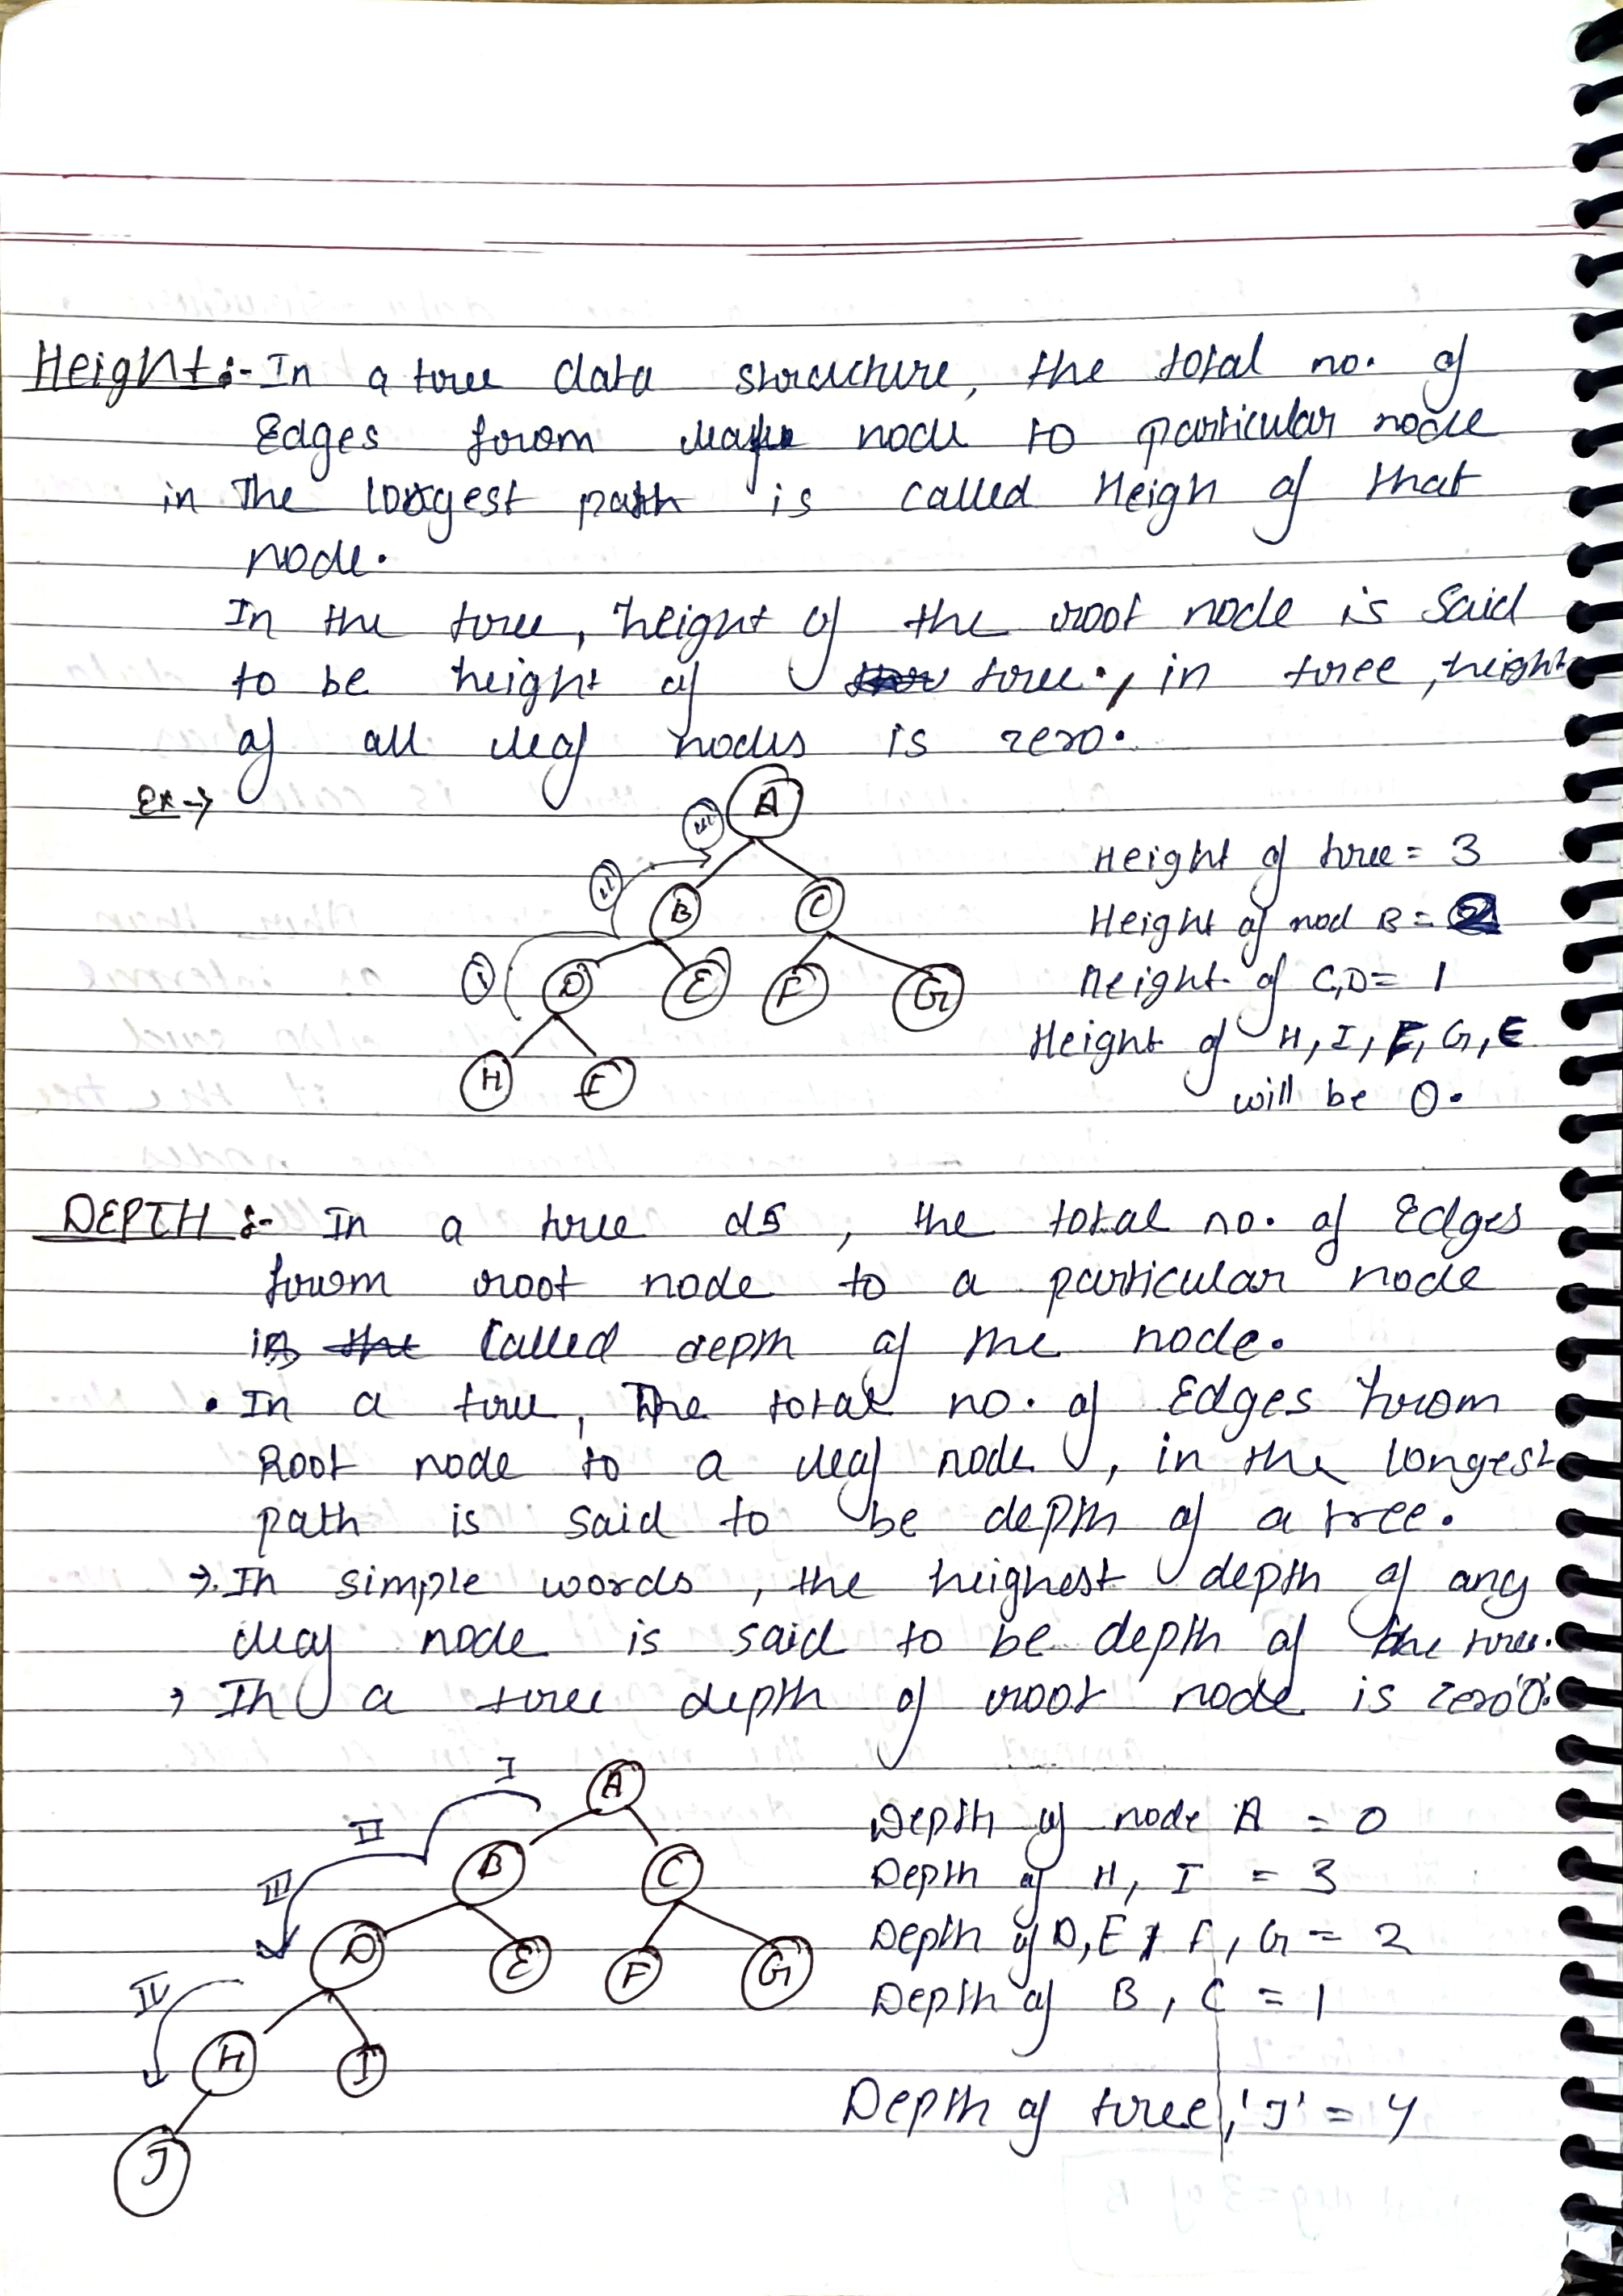 Height:- In a tree data structure, the total no. of
Edges from leaf node to particular node
in The longest path is called Heigh of that
node.
In the tree, height of the root node is said
to be height of tree., in tree, height
of all leaf nodes is zero.
Ex→
A
III
II
B
C
I
D
E
F
G
H
I
Height of tree = 3
Height of nod B = 2
Height of C,D = 1
Height of H, I, F, G, E
will be 0.
DEPTH :- In a tree ds, the total no. of Edges
from root node to a particular node
is called depth of the node.
• In a tree, The total no. of Edges from
Root node to a leaf node, in the longest
path is said to be depth of a tree.
→. In simple words, the heighest depth of any
leaf node is said to be depth of the tree.
→ In a tree depth of root node is zero'0'.
I
A
II
B
C
III
D
E
F
G
IV
H
I
J
Depth of node A = 0
Depth of H, I = 3
Depth of D, E, F, G = 2
Depth of B, C = 1
Depth of tree, 'J' = 4